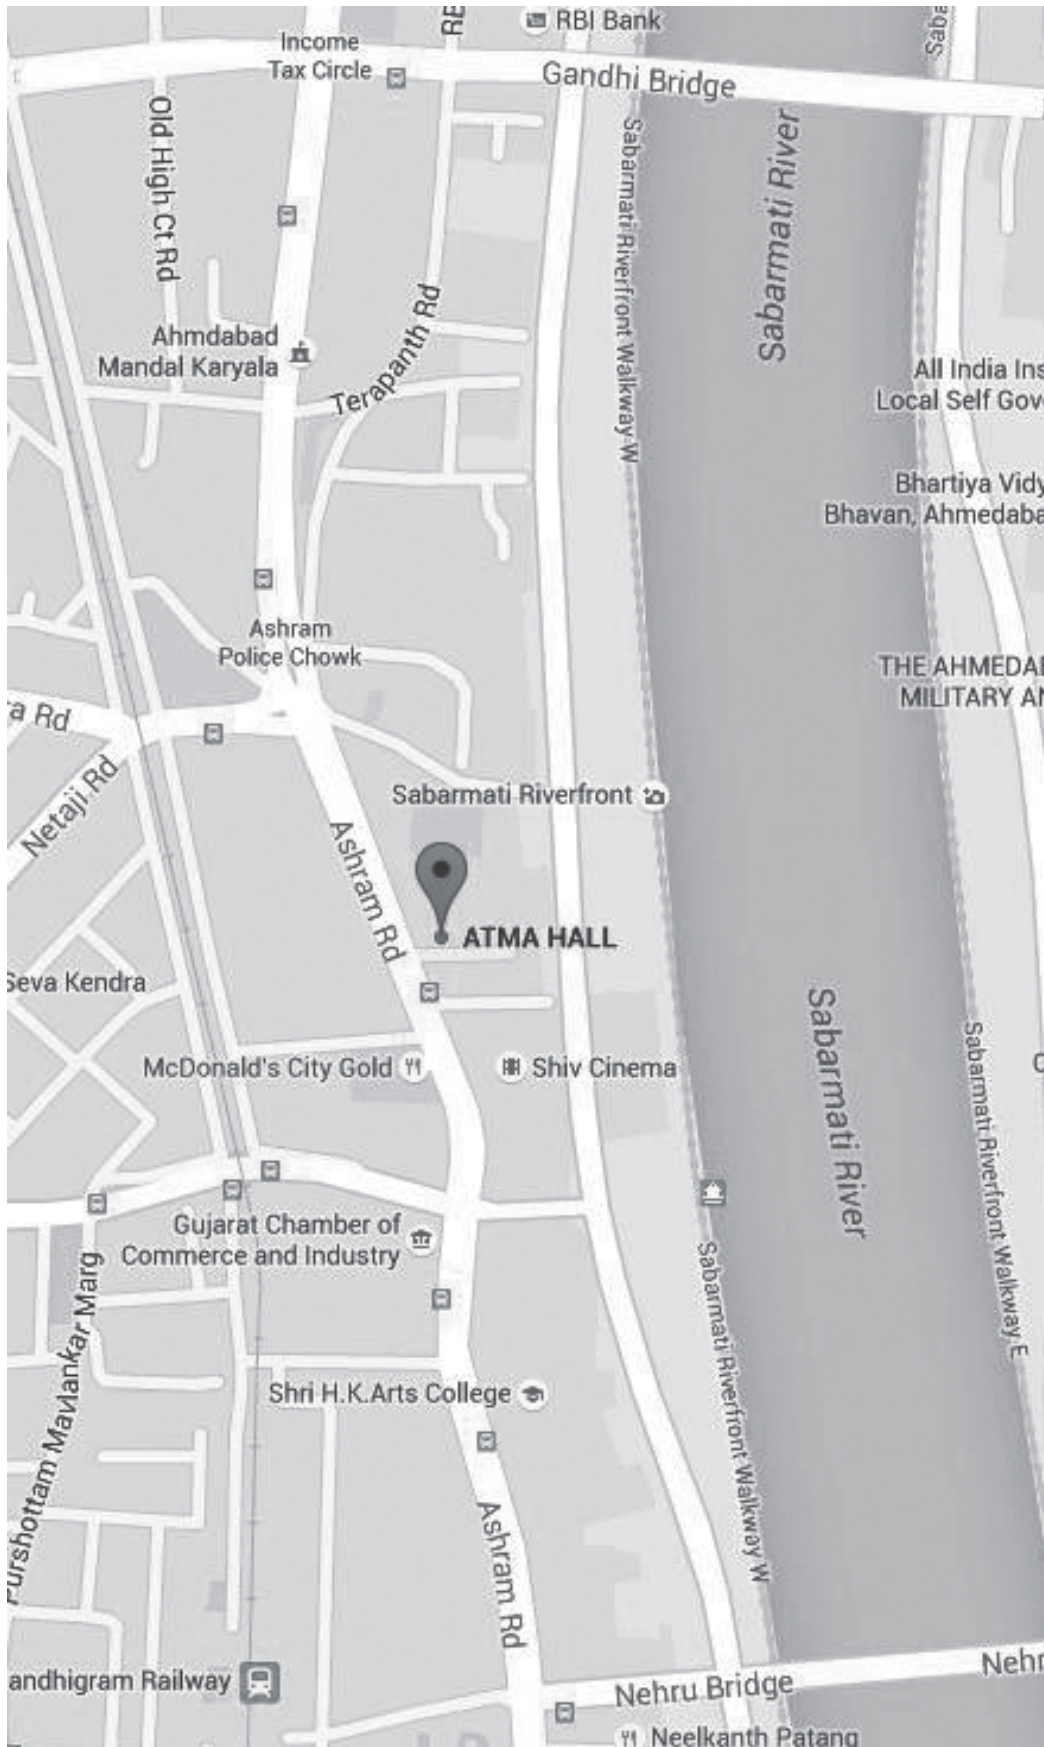 RBI Bank
Income
Tax Circle
Gandhi Bridge
Old High Ct Rd
Sabarmati Riverfront Walkway W
Sabarmati River
Ahmdabad
Mandal Karyala
Terapanth Rd
All India Ins
Local Self Gov
Bhartiya Vidy
Bhavan, Ahmedaba
Ashram
Police Chowk
THE AHMEDA
MILITARY AN
a Rd
Netaji Rd
Sabarmati Riverfront
Ashram Rd
ATMA HALL
Seva Kendra
Sabarmati River
Sabarmati Riverfront Walkway E
McDonald's City Gold
Shiv Cinema
Gujarat Chamber of
Commerce and Industry
Sabarmati Riverfront Walkway W
Purshottam Mavlankar Marg
Shri H.K.Arts College
Ashram Rd
andhigram Railway
Nehru Bridge
Nehr
Neelkanth Patang